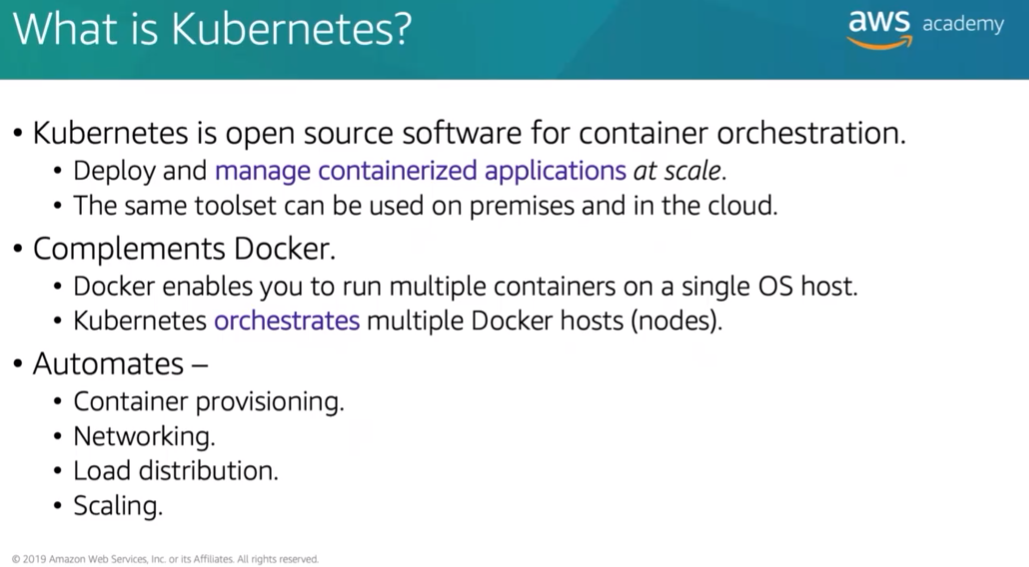 What is Kubernetes?
aws academy
• Kubernetes is open source software for container orchestration.
• Deploy and manage containerized applications at scale.
• The same toolset can be used on premises and in the cloud.
• Complements Docker.
• Docker enables you to run multiple containers on a single OS host.
• Kubernetes orchestrates multiple Docker hosts (nodes).
• Automates –
• Container provisioning.
• Networking.
• Load distribution.
• Scaling.
© 2019 Amazon Web Services, Inc. or its Affiliates. All rights reserved.